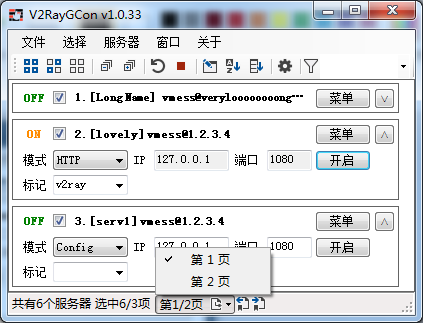 V2RayGCon v1.0.33
文件 选择 服务器 窗口 关于
OFF 1.[LongName] vmess@verylooooooooong··· 菜单
ON 2.[lovely]vmess@1.2.3.4 菜单
模式 HTTP IP 127.0.0.1 端口 1080 开启
标记 v2ray
OFF 3.[serv1]vmess@1.2.3.4 菜单
模式 Config IP 127.0.0.1 端口 1080 开启
标记
第 1 页
第 2 页
共有6个服务器 选中6/3项 第1/2页